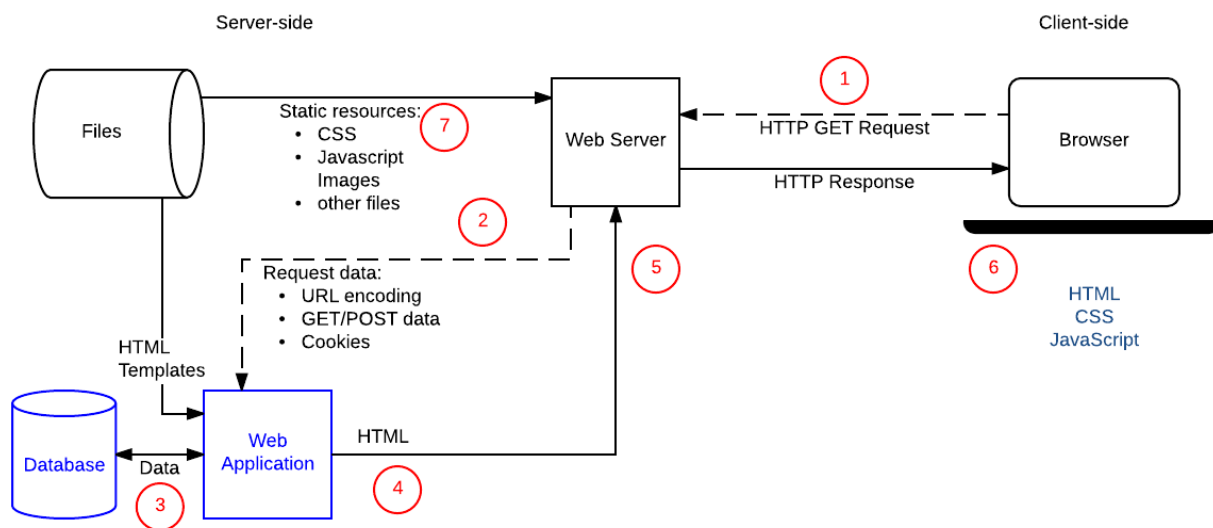 Server-side
Client-side
1
Files
Static resources:
• CSS
• Javascript
Images
• other files
7
Web Server
HTTP GET Request
HTTP Response
Browser
2
Request data:
• URL encoding
• GET/POST data
• Cookies
5
6
HTML
CSS
JavaScript
HTML
Templates
Database
Data
3
Web
Application
HTML
4